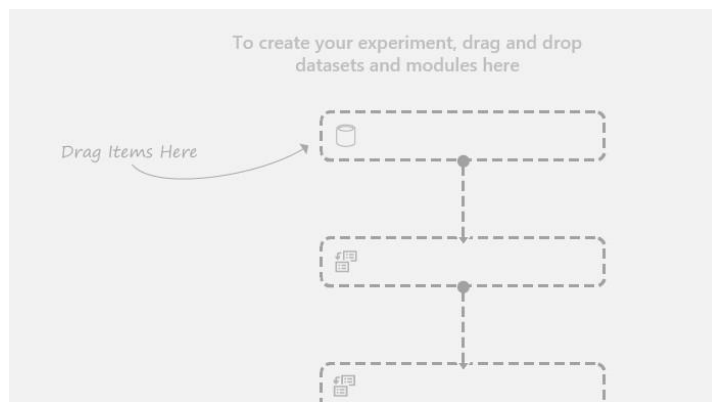 To create your experiment, drag and drop
datasets and modules here
Drag Items Here